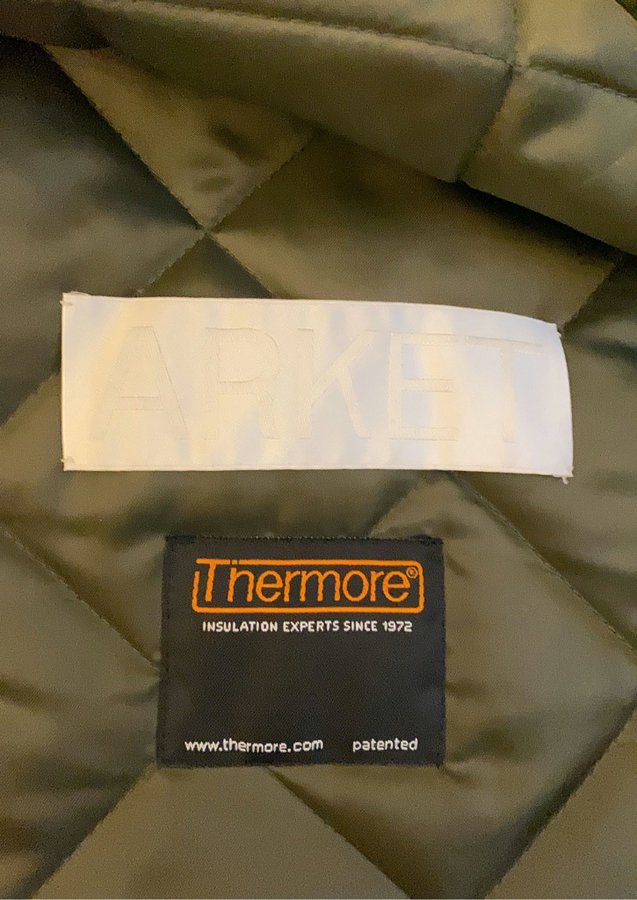 ARKET
Thermore®
INSULATION EXPERTS SINCE 1972
www.thermore.com patented